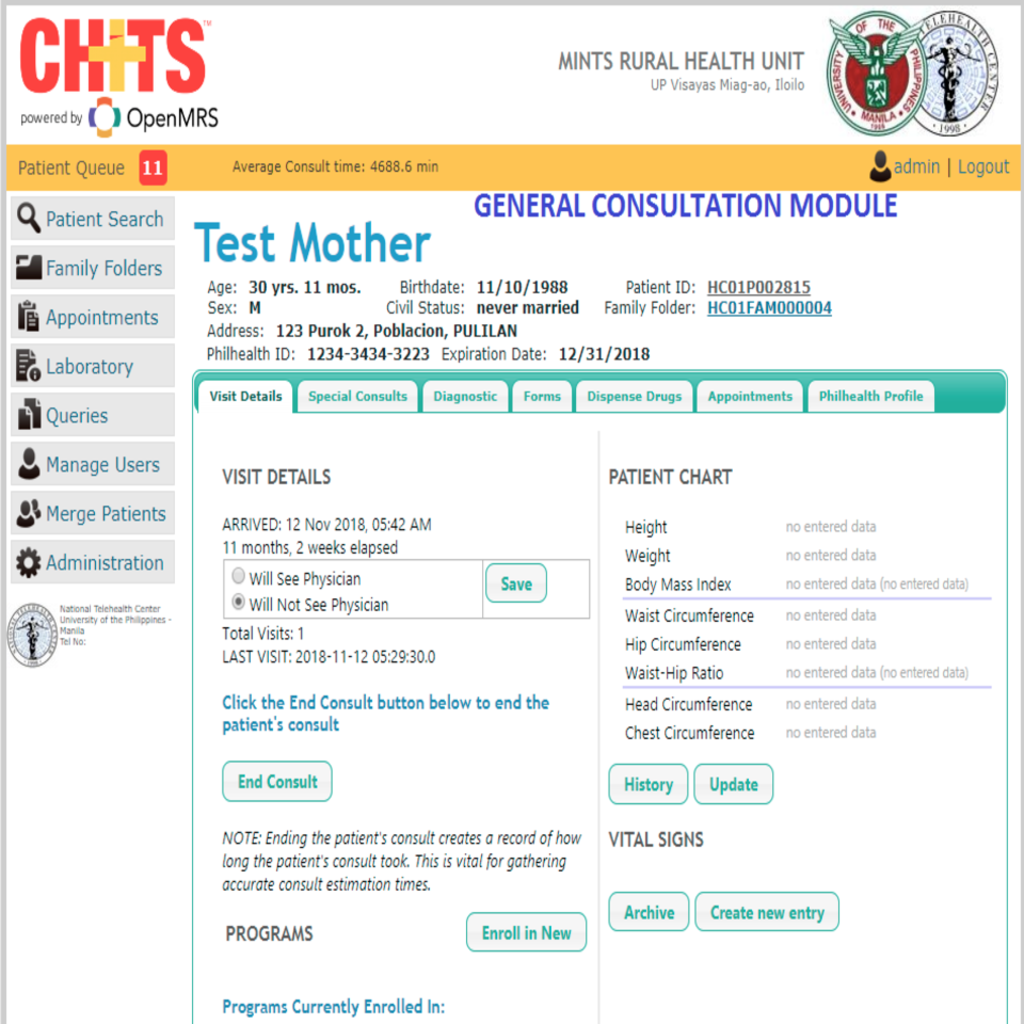 CHITS™
powered by OpenMRS
MINTS RURAL HEALTH UNIT
UP Visayas Miag-ao, Iloilo
UNIVERSITY OF THE PHILIPPINES MANILA 1908
TELEHEALTH CENTER 1998
Patient Queue 11 Average Consult time: 4688.6 min admin | Logout
Patient Search
Family Folders
Appointments
Laboratory
Queries
Manage Users
Merge Patients
Administration
National Telehealth Center
University of the Philippines -
Manila
Tel No:
GENERAL CONSULTATION MODULE
Test Mother
Age: 30 yrs. 11 mos. Birthdate: 11/10/1988 Patient ID: HC01P002815
Sex: M Civil Status: never married Family Folder: HC01FAM000004
Address: 123 Purok 2, Poblacion, PULILAN
Philhealth ID: 1234-3434-3223 Expiration Date: 12/31/2018
Visit Details Special Consults Diagnostic Forms Dispense Drugs Appointments Philhealth Profile
VISIT DETAILS
ARRIVED: 12 Nov 2018, 05:42 AM
11 months, 2 weeks elapsed
Will See Physician
Will Not See Physician
Save
Total Visits: 1
LAST VISIT: 2018-11-12 05:29:30.0
Click the End Consult button below to end the
patient's consult
End Consult
NOTE: Ending the patient's consult creates a record of how
long the patient's consult took. This is vital for gathering
accurate consult estimation times.
PROGRAMS Enroll in New
Programs Currently Enrolled In:
PATIENT CHART
Height no entered data
Weight no entered data
Body Mass Index no entered data (no entered data)
Waist Circumference no entered data
Hip Circumference no entered data
Waist-Hip Ratio no entered data (no entered data)
Head Circumference no entered data
Chest Circumference no entered data
History Update
VITAL SIGNS
Archive Create new entry